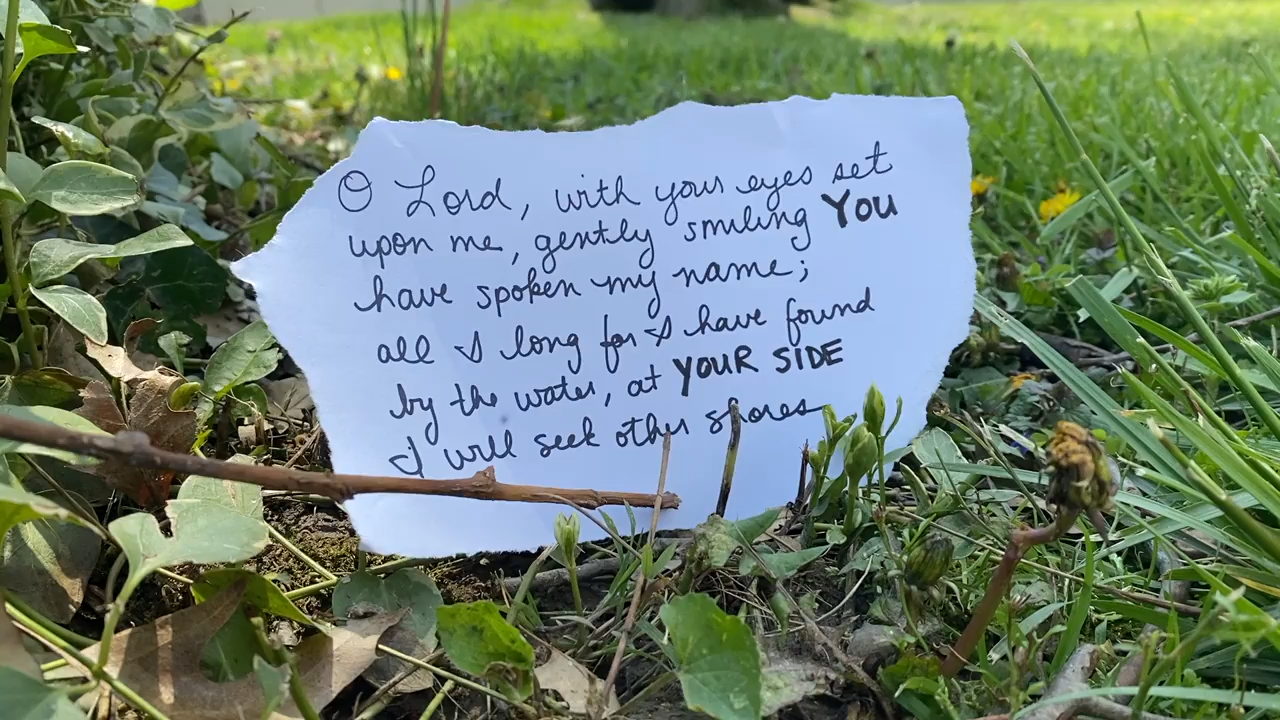 O Lord, with your eyes set
upon me, gently smiling YOU
have spoken my name;
all I long for I have found
by the water, at YOUR SIDE
I will seek other shores